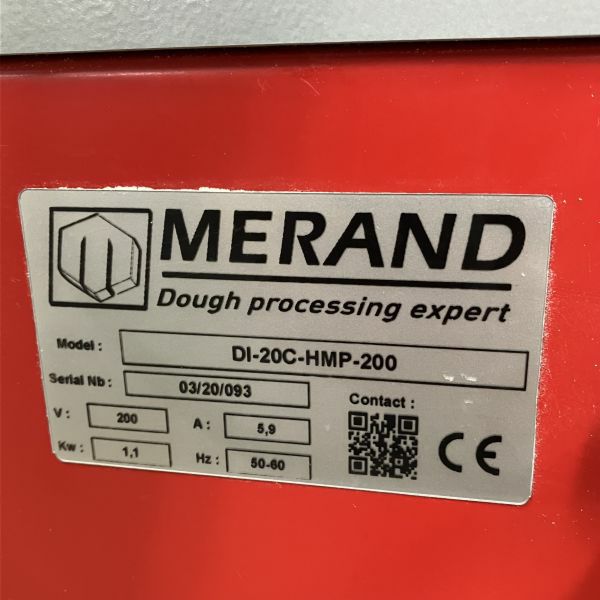 MERAND
Dough processing expert
Model : DI-20C-HMP-200
Serial Nb : 03/20/093
Contact :
V : 200 A : 5,9
Kw : 1,1 Hz : 50-60
CE